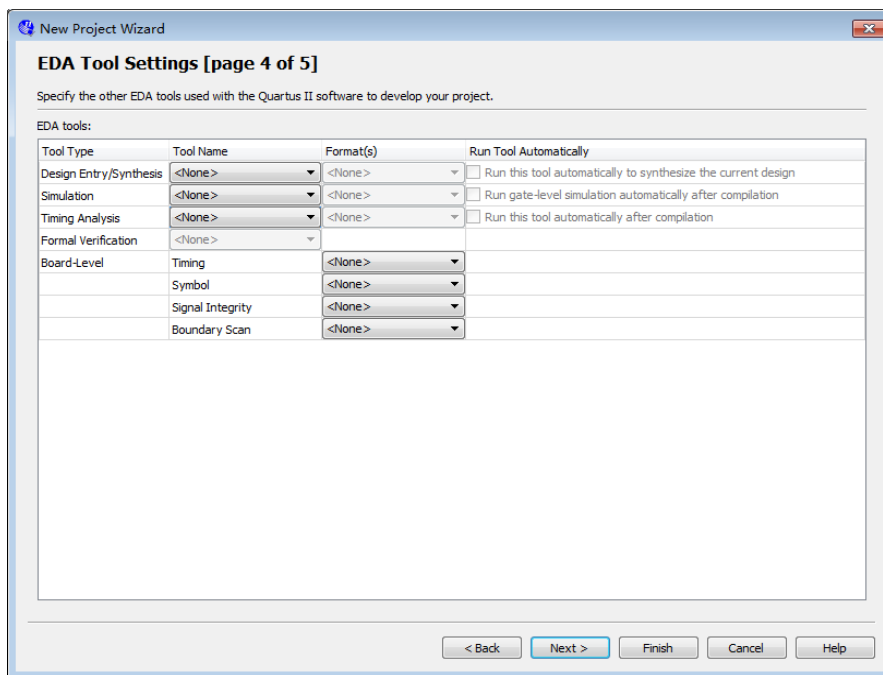 New Project Wizard
EDA Tool Settings [page 4 of 5]
Specify the other EDA tools used with the Quartus II software to develop your project.
EDA tools:
Tool Type Tool Name Format(s) Run Tool Automatically
Design Entry/Synthesis <None> <None> Run this tool automatically to synthesize the current design
Simulation <None> <None> Run gate-level simulation automatically after compilation
Timing Analysis <None> <None> Run this tool automatically after compilation
Formal Verification <None>
Board-Level Timing <None>
Symbol <None>
Signal Integrity <None>
Boundary Scan <None>
< Back Next > Finish Cancel Help